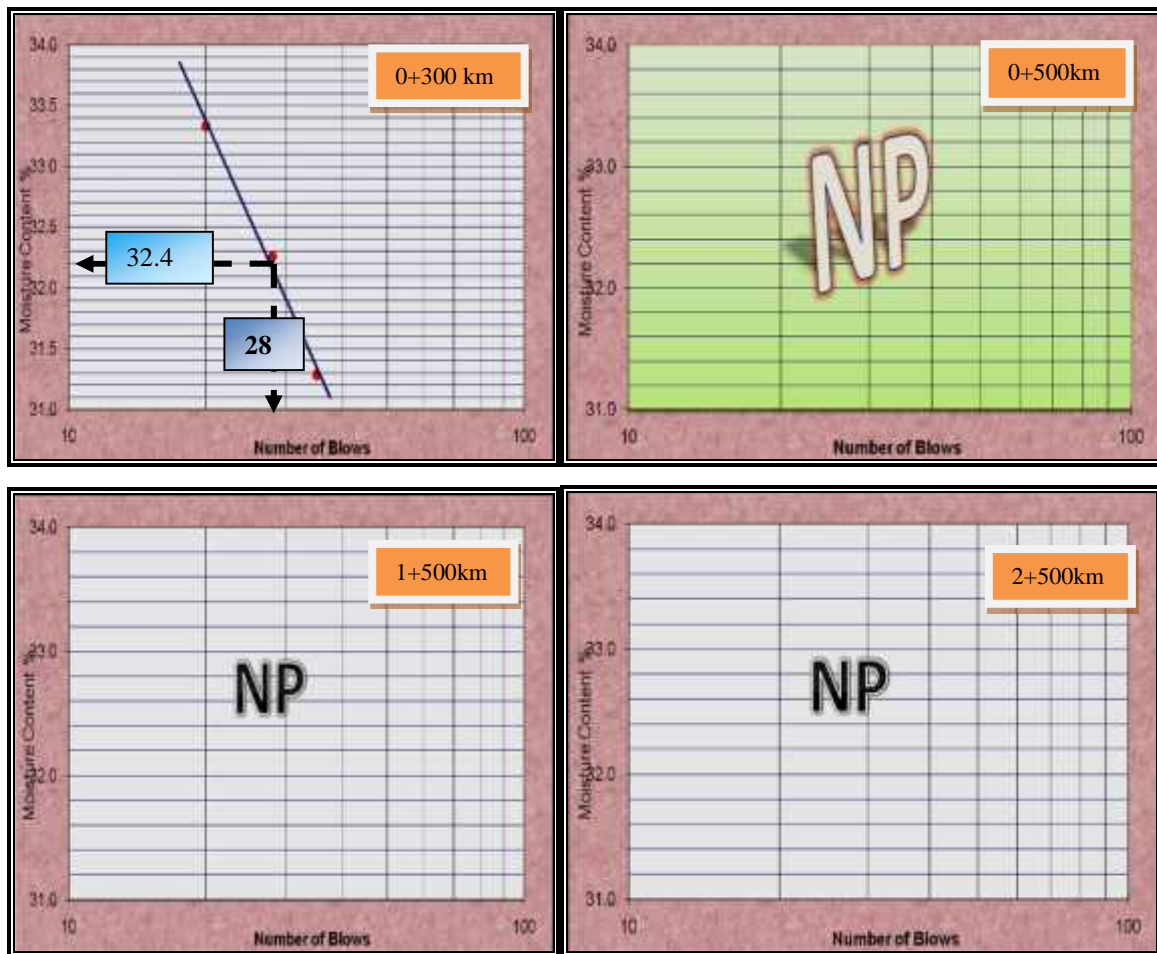 34.0
0+300 km
33.5
33.0
32.5
32.4
32.0
28
31.5
31.0
Moisture Content %
10
100
Number of Blows
34.0
0+500km
33.0
NP
32.0
31.0
Moisture Content %
10
100
Number of Blows
34.0
1+500km
33.0
NP
32.0
31.0
Moisture Content %
10
100
Number of Blows
34.0
2+500km
33.0
NP
32.0
31.0
Moisture Content %
10
100
Number of Blows